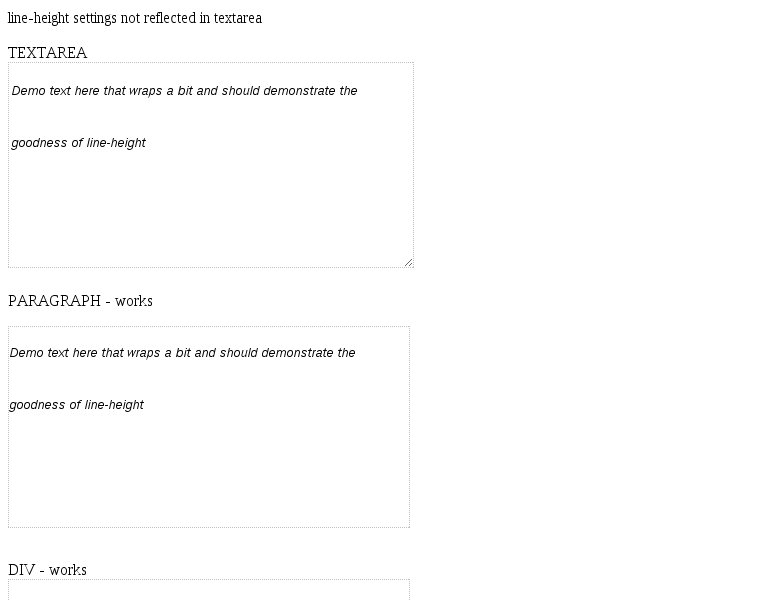 line-height settings not reflected in textarea
TEXTAREA
Demo text here that wraps a bit and should demonstrate the
goodness of line-height
PARAGRAPH - works
Demo text here that wraps a bit and should demonstrate the
goodness of line-height
DIV - works